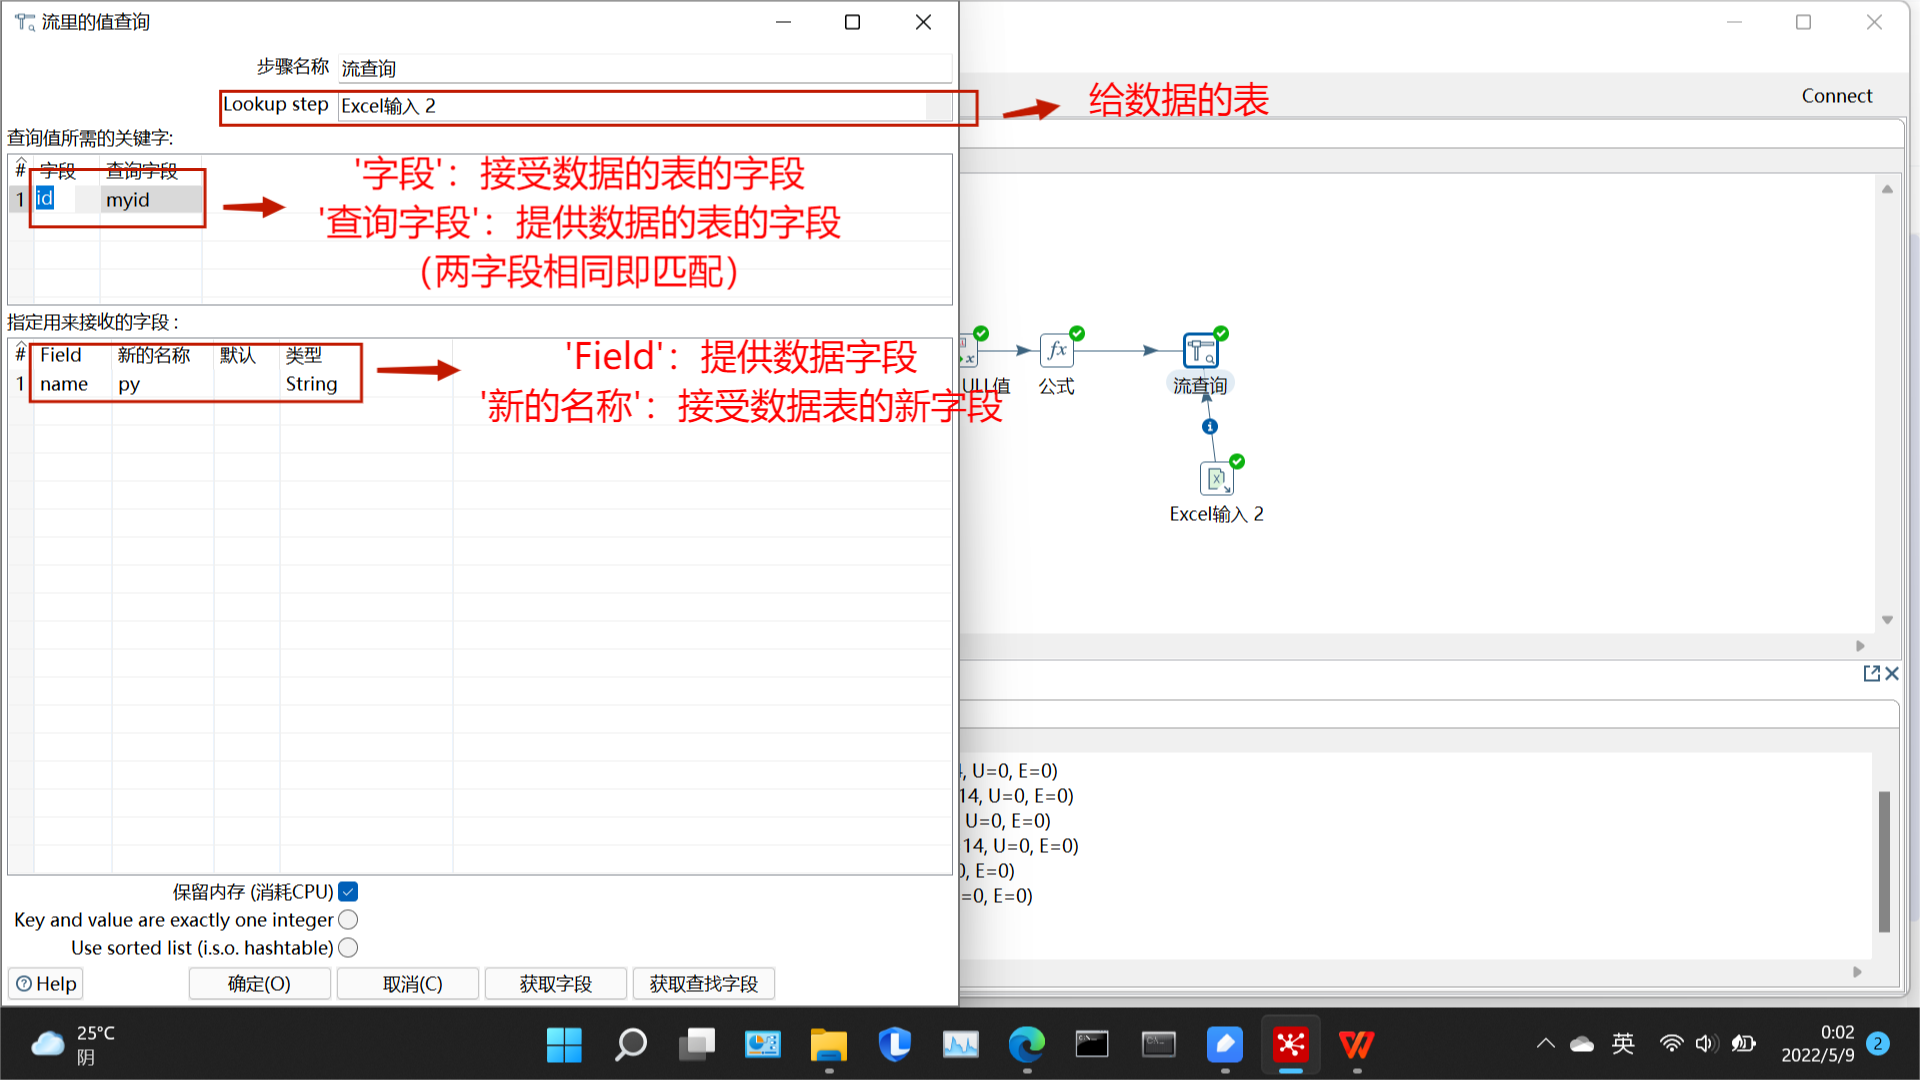 流里的值查询
步骤名称 流查询
Lookup step Excel输入 2
给数据的表
Connect
查询值所需的关键字:
# 字段 查询字段
1 id myid
'字段'：接受数据的表的字段
'查询字段'：提供数据的表的字段
（两字段相同即匹配）
指定用来接收的字段 :
# Field 新的名称 默认 类型
1 name py String
'Field'：提供数据字段
'新的名称'：接受数据表的新字段
ULL值
公式
流查询
Excel输入 2
, U=0, E=0)
14, U=0, E=0)
U=0, E=0)
14, U=0, E=0)
, E=0)
=0, E=0)
保留内存 (消耗CPU)
Key and value are exactly one integer
Use sorted list (i.s.o. hashtable)
Help
确定(O)
取消(C)
获取字段
获取查找字段
25°C
阴
英
0:02
2022/5/9
2